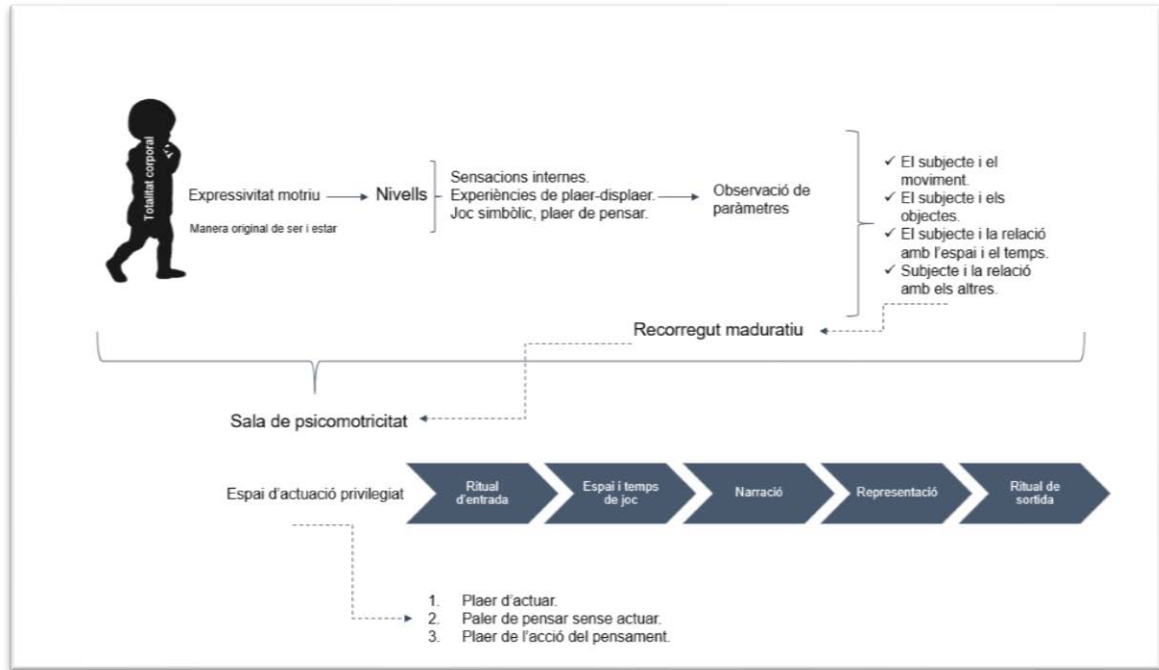 Totalitat corporal
Expressivitat motriu
Manera original de ser i estar
Nivells
Sensacions internes.
Experiències de plaer-displaer.
Joc simbòlic, plaer de pensar.
Observació de
paràmetres
✓ El subjecte i el
moviment.
✓ El subjecte i els
objectes.
✓ El subjecte i la relació
amb l'espai i el temps.
✓ Subjecte i la relació
amb els altres.
Recorregut maduratiu
Sala de psicomotricitat
Espai d'actuació privilegiat
Ritual
d'entrada
Espai i temps
de joc
Narració
Representació
Ritual de
sortida
1. Plaer d'actuar.
2. Paler de pensar sense actuar.
3. Plaer de l'acció del pensament.